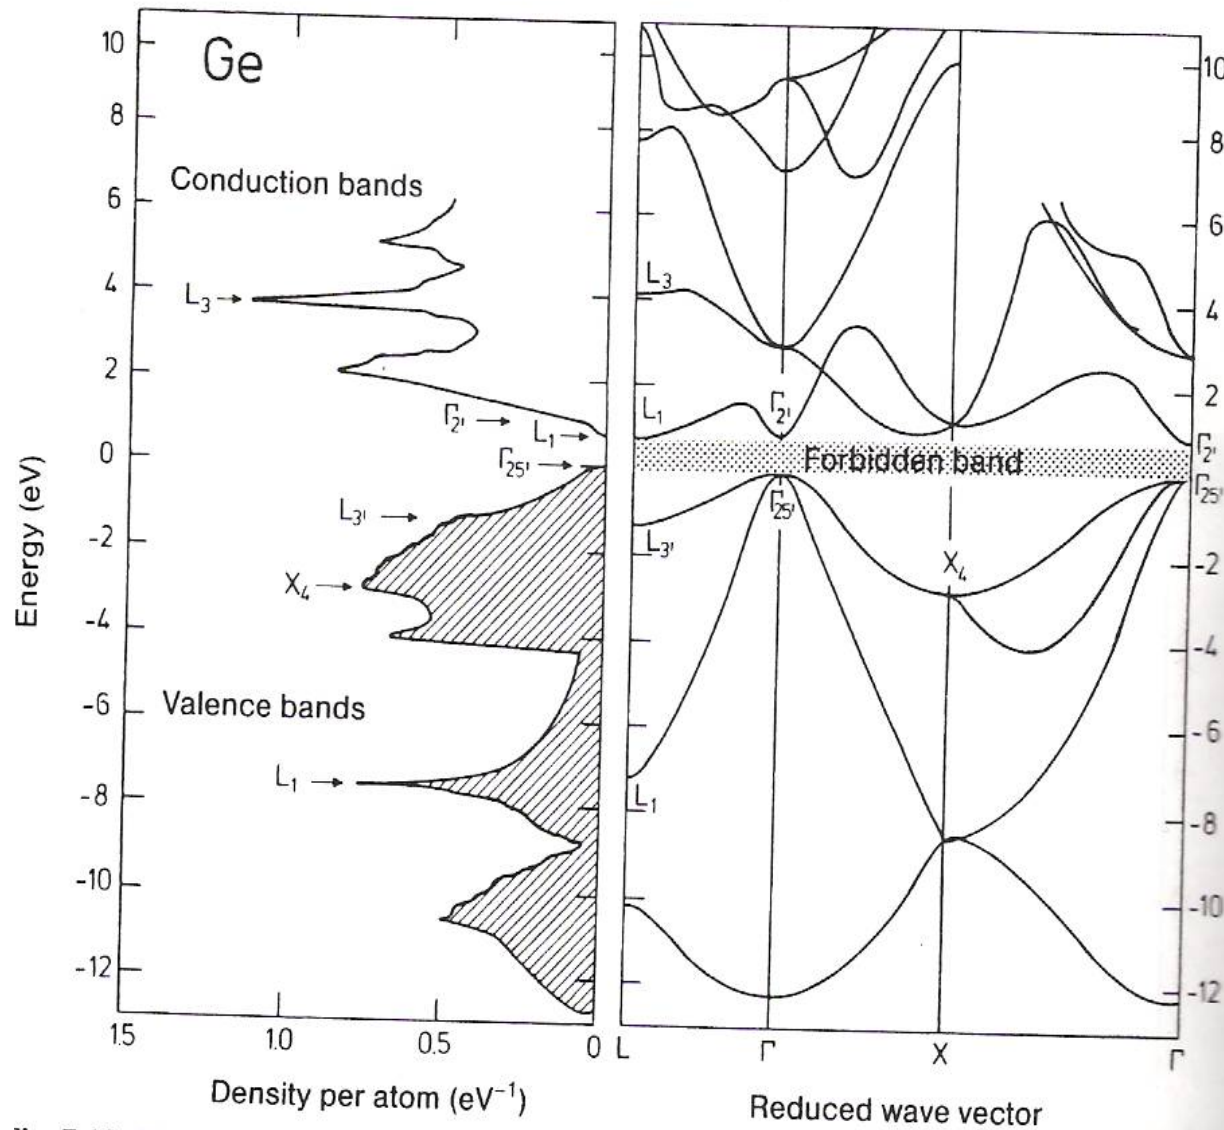 Ge
Conduction bands
Valence bands
Energy (eV)
10
8
6
4
2
0
-2
-4
-6
-8
-10
-12
L₃ →
Γ₂' →
L₁ →
Γ₂₅' →
L₃' →
X₄ →
L₁ →
1.5 1.0 0.5 0
Density per atom (eV⁻¹)
L₃
L₁
Γ₂'
Forbidden band
Γ₂₅'
L₃'
X₄
L₁
10
8
6
4
2
Γ₂'
Γ₂₅'
-2
-4
-6
-8
-10
-12
L Γ X Γ
Reduced wave vector